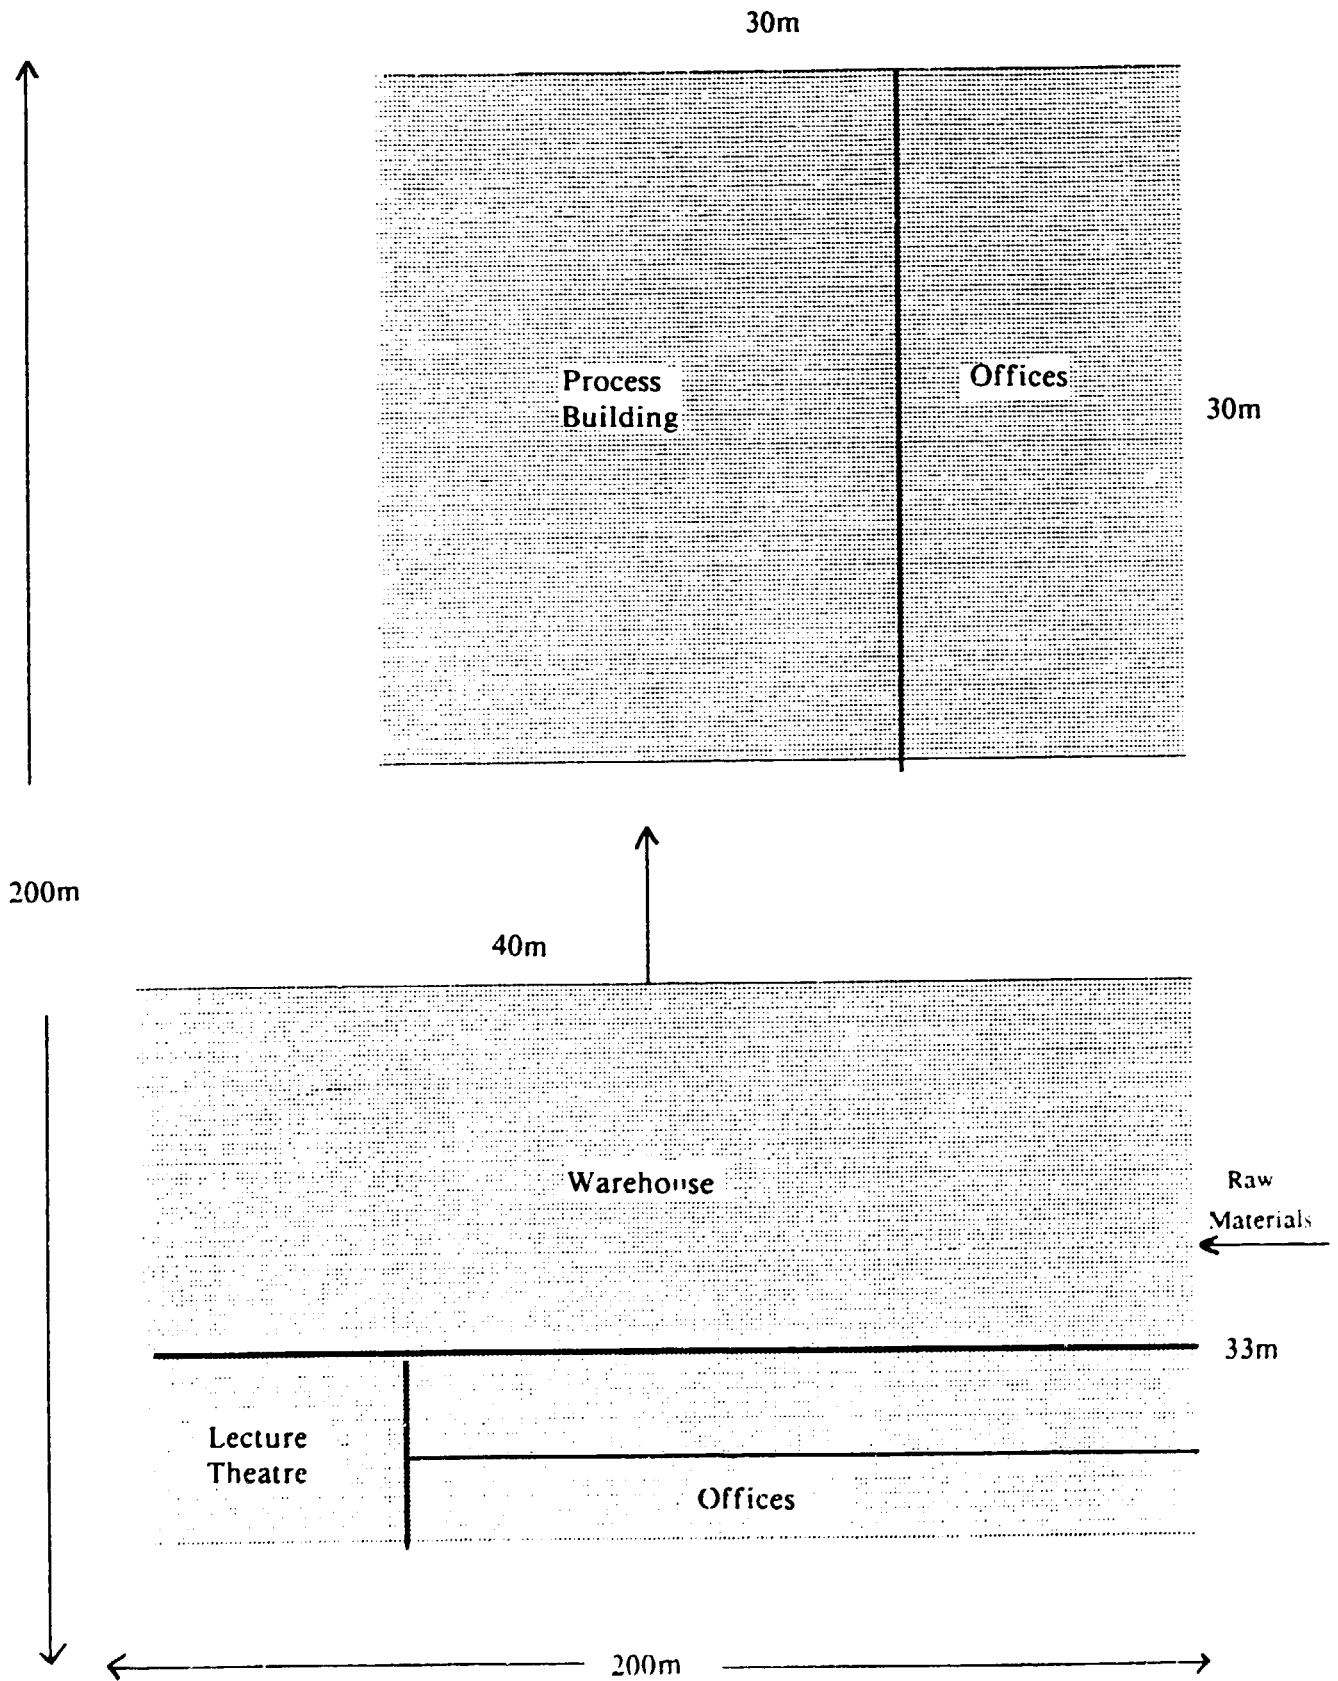 30m
Process
Building
Offices
30m
200m
40m
Warehouse
Raw
Materials
33m
Lecture
Theatre
Offices
200m